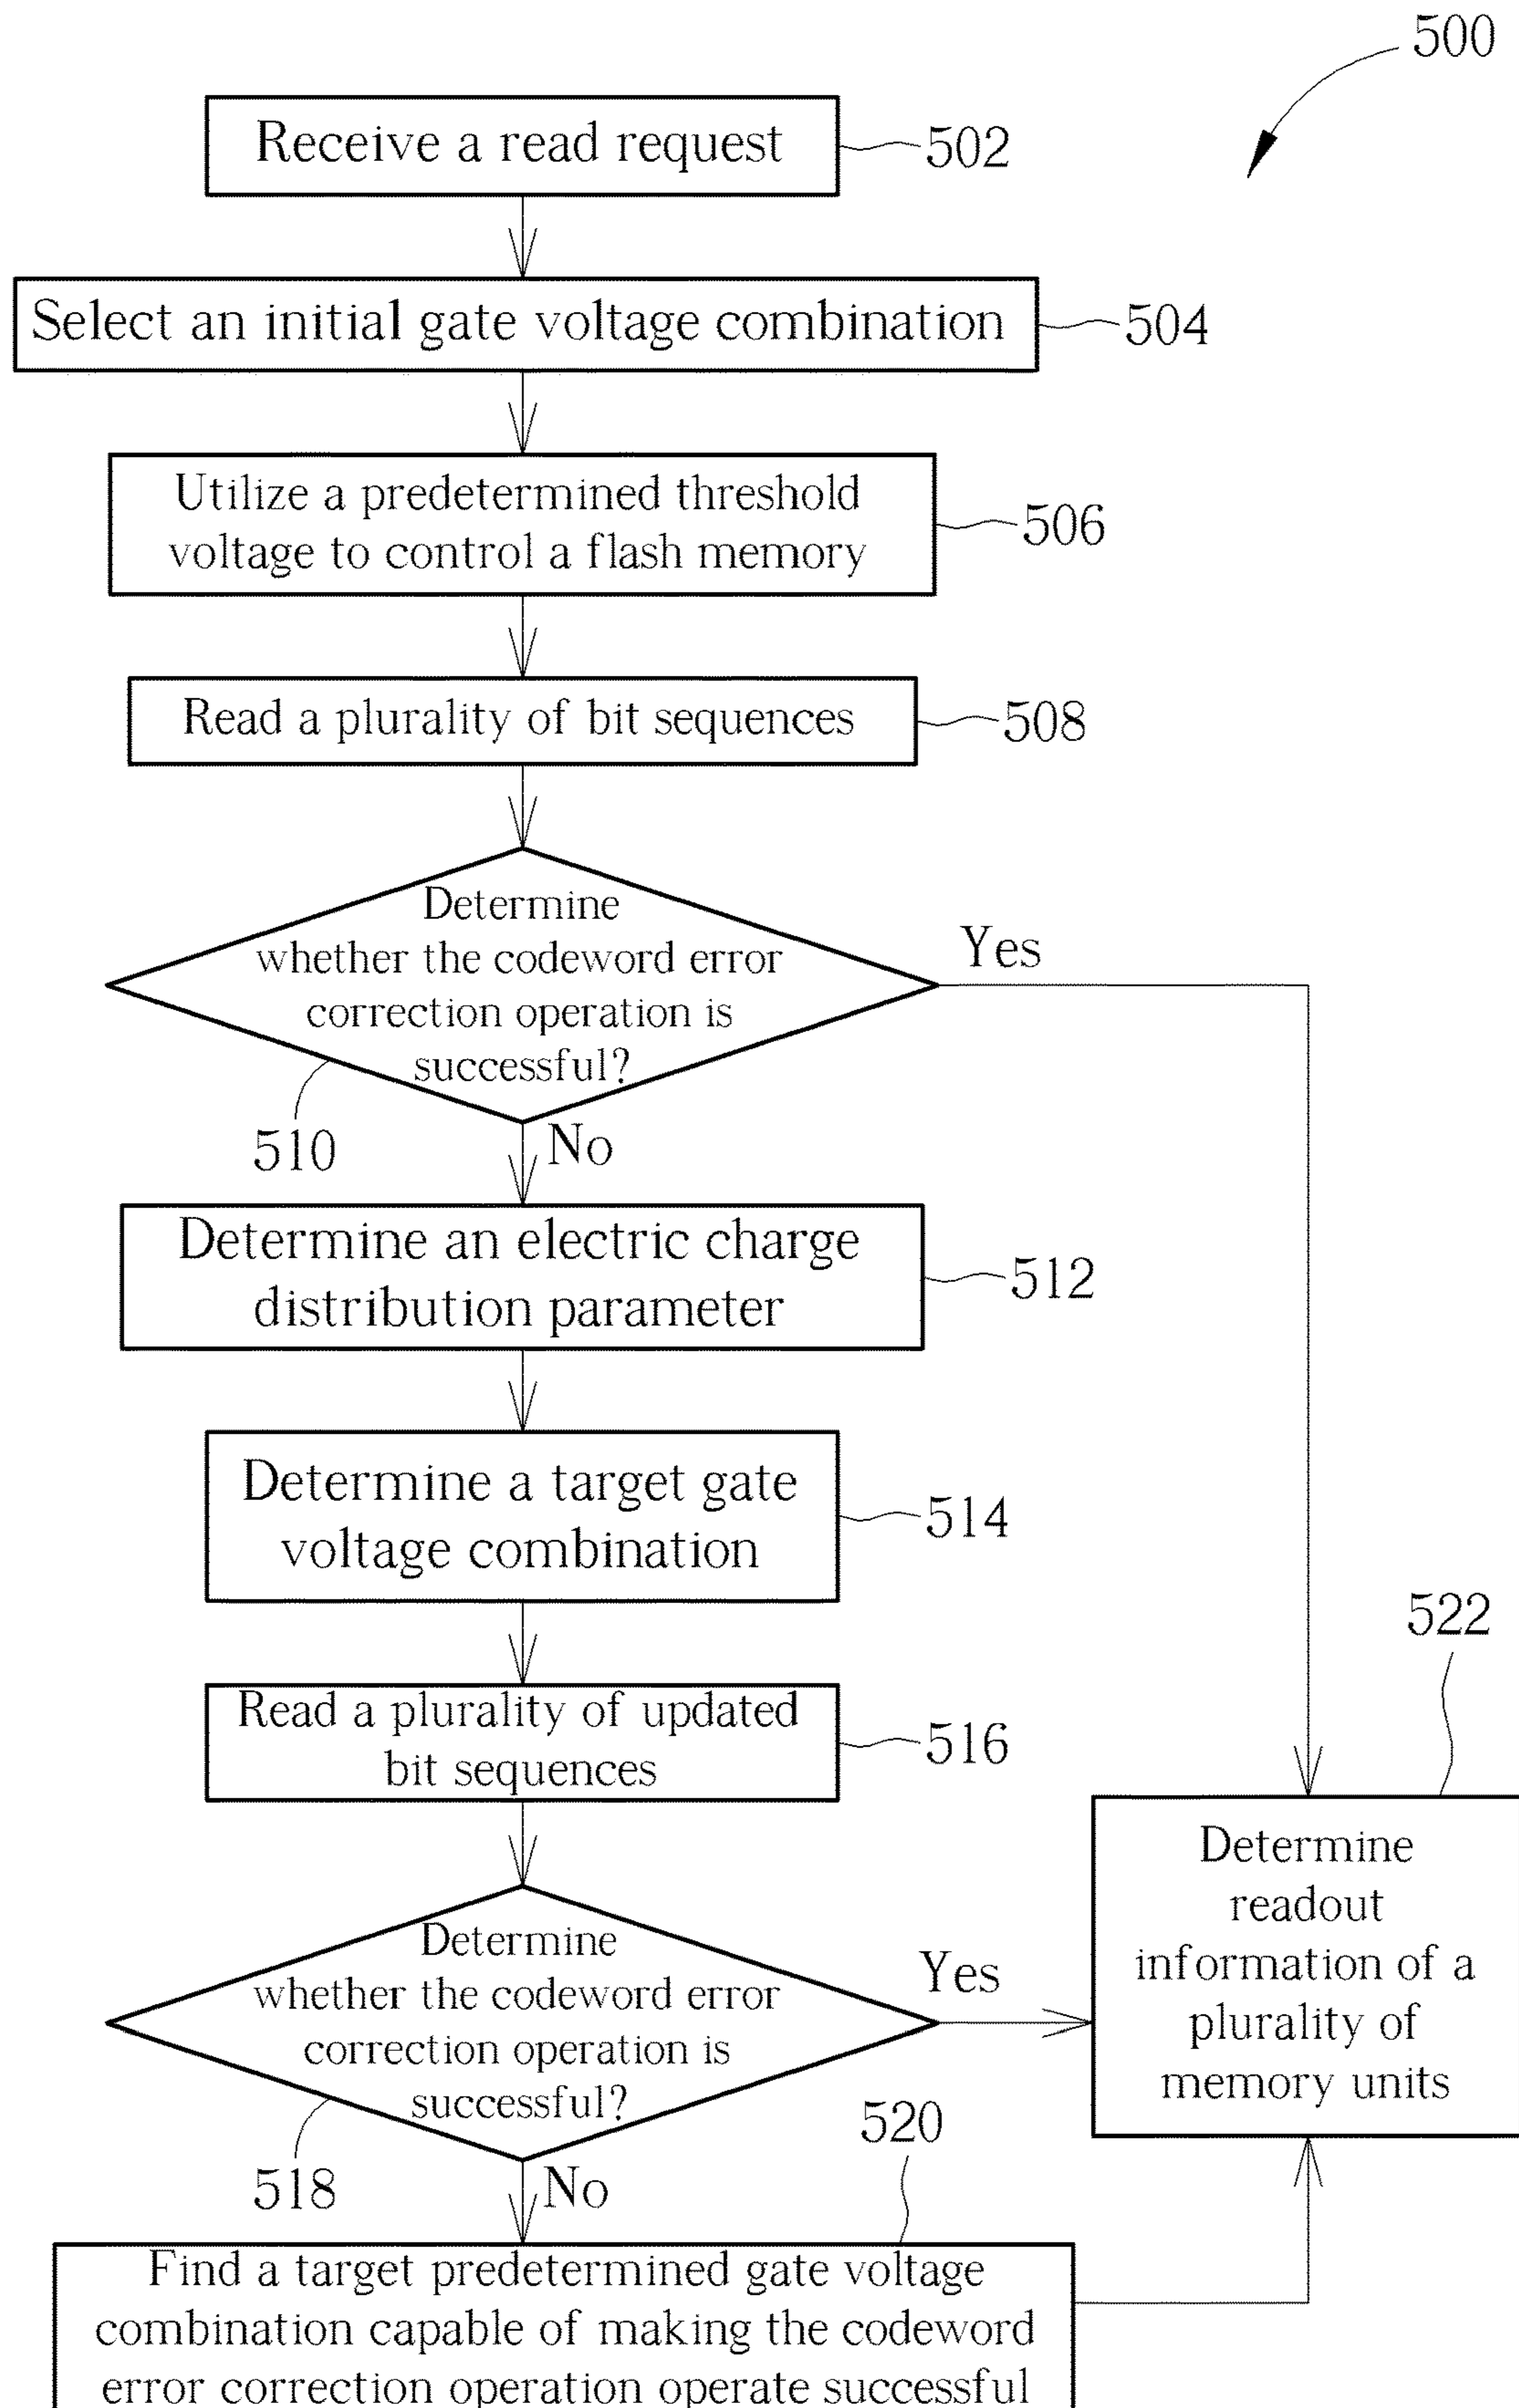 500
Receive a read request
502
Select an initial gate voltage combination
504
Utilize a predetermined threshold
voltage to control a flash memory
506
Read a plurality of bit sequences
508
Determine
whether the codeword error
correction operation is
successful?
Yes
510
No
Determine an electric charge
distribution parameter
512
Determine a target gate
voltage combination
514
Read a plurality of updated
bit sequences
516
522
Determine
readout
information of a
plurality of
memory units
Determine
whether the codeword error
correction operation is
successful?
Yes
518
No
520
Find a target predetermined gate voltage
combination capable of making the codeword
error correction operation operate successful